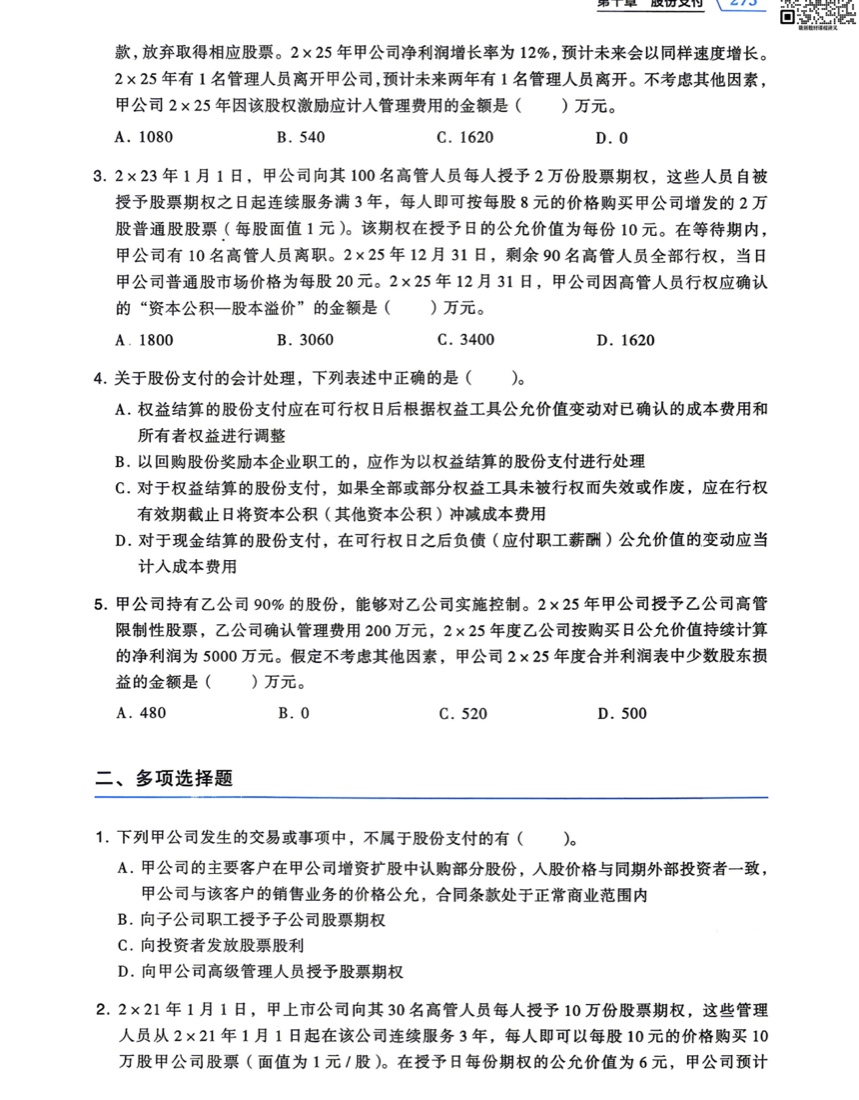 第十章 股份支付 273
款,放弃取得相应股票。2×25年甲公司净利润增长率为12%,预计未来会以同样速度增长。
2×25年有1名管理人员离开甲公司,预计未来两年有1名管理人员离开。不考虑其他因素,
甲公司2×25年因该股权激励应计入管理费用的金额是( )万元。
A. 1080 B. 540 C. 1620 D. 0
3. 2×23年1月1日,甲公司向其100名高管人员每人授予2万份股票期权,这些人员自被
授予股票期权之日起连续服务满3年,每人即可按每股8元的价格购买甲公司增发的2万
股普通股股票(每股面值1元)。该期权在授予日的公允价值为每份10元。在等待期内,
甲公司有10名高管人员离职。2×25年12月31日,剩余90名高管人员全部行权,当日
甲公司普通股市场价格为每股20元。2×25年12月31日,甲公司因高管人员行权应确认
的“资本公积—股本溢价”的金额是( )万元。
A. 1800 B. 3060 C. 3400 D. 1620
4. 关于股份支付的会计处理,下列表述中正确的是( )。
A. 权益结算的股份支付应在可行权日后根据权益工具公允价值变动对已确认的成本费用和
所有者权益进行调整
B. 以回购股份奖励本企业职工的,应作为以权益结算的股份支付进行处理
C. 对于权益结算的股份支付,如果全部或部分权益工具未被行权而失效或作废,应在行权
有效期截止日将资本公积(其他资本公积)冲减成本费用
D. 对于现金结算的股份支付,在可行权日之后负债(应付职工薪酬)公允价值的变动应当
计入成本费用
5. 甲公司持有乙公司90%的股份,能够对乙公司实施控制。2×25年甲公司授予乙公司高管
限制性股票,乙公司确认管理费用200万元,2×25年度乙公司按购买日公允价值持续计算
的净利润为5000万元。假定不考虑其他因素,甲公司2×25年度合并利润表中少数股东损
益的金额是( )万元。
A. 480 B. 0 C. 520 D. 500
二、多项选择题
1. 下列甲公司发生的交易或事项中,不属于股份支付的有( )。
A. 甲公司的主要客户在甲公司增资扩股中认购部分股份,入股价格与同期外部投资者一致,
甲公司与该客户的销售业务的价格公允,合同条款处于正常商业范围内
B. 向子公司职工授予子公司股票期权
C. 向投资者发放股票股利
D. 向甲公司高级管理人员授予股票期权
2. 2×21年1月1日,甲上市公司向其30名高管人员每人授予10万份股票期权,这些管理
人员从2×21年1月1日起在该公司连续服务3年,每人即可以每股10元的价格购买10
万股甲公司股票(面值为1元/股)。在授予日每份期权的公允价值为6元,甲公司预计